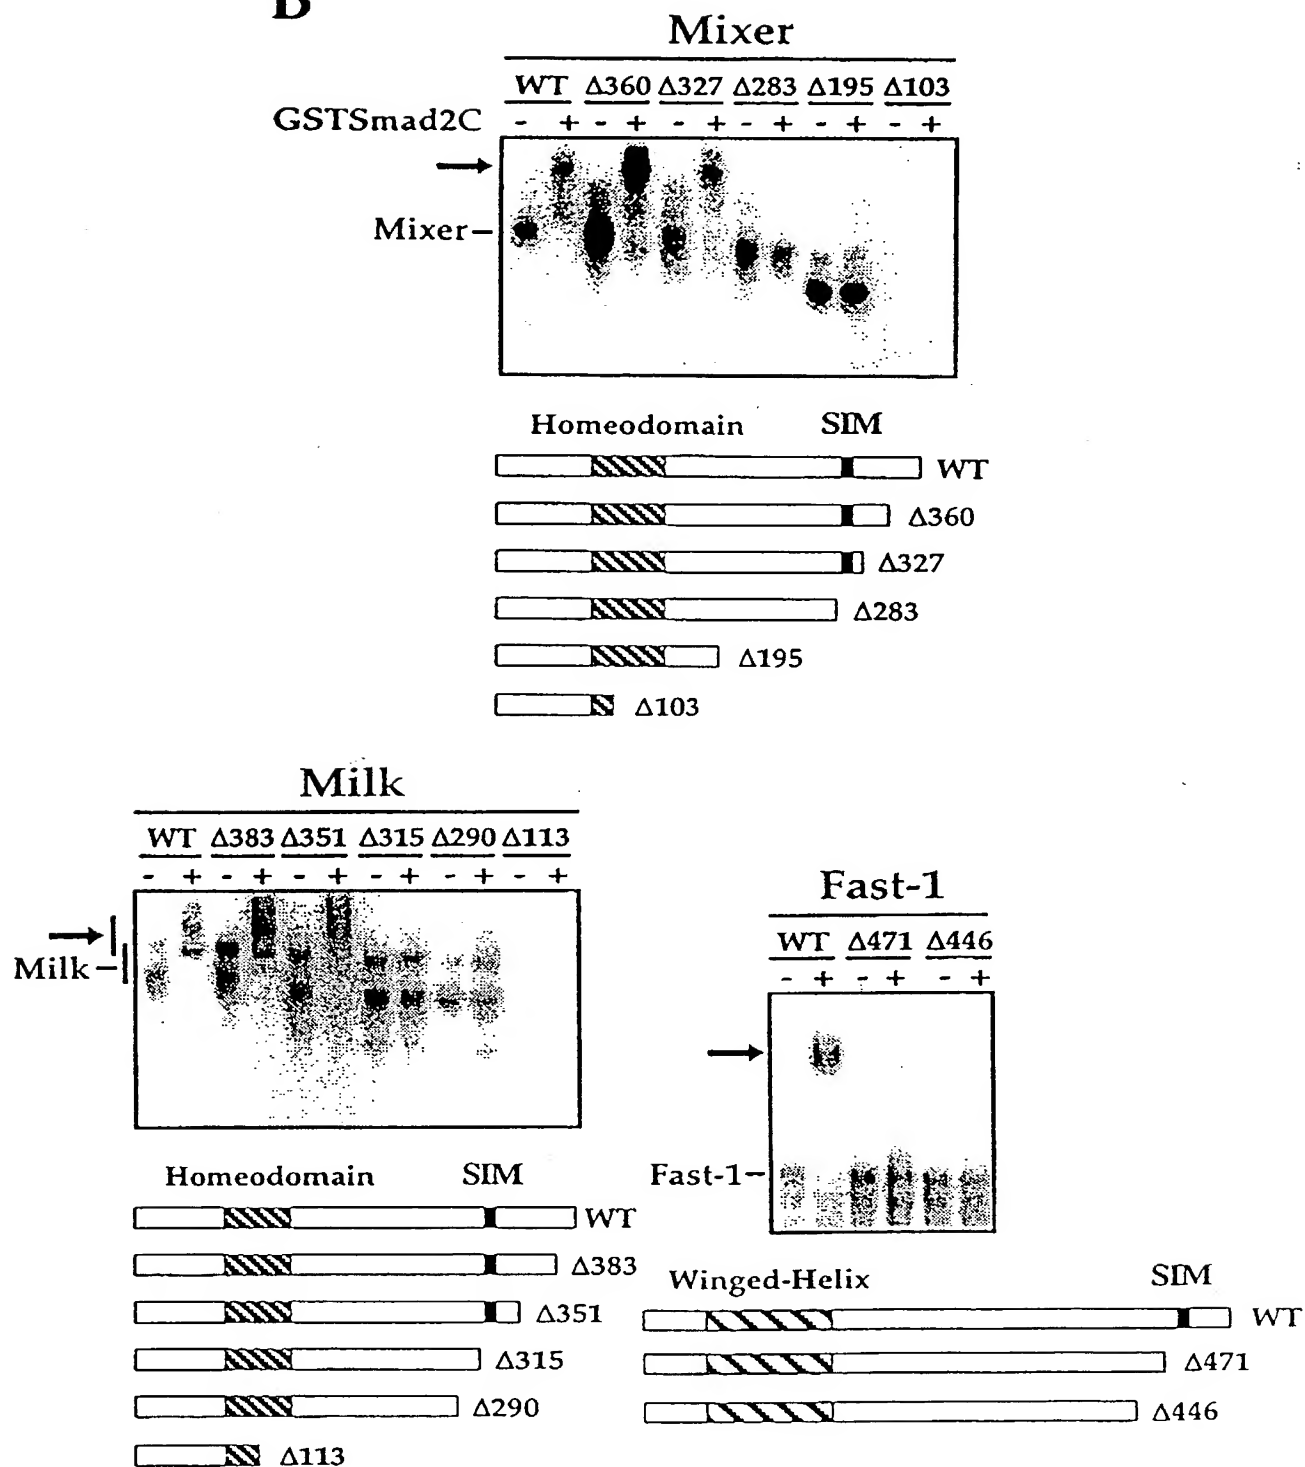 B
Mixer
WT Δ360 Δ327 Δ283 Δ195 Δ103
GSTSmad2C - + - + - + - + - + - +
Mixer–
Homeodomain SIM
WT
Δ360
Δ327
Δ283
Δ195
Δ103
Milk
WT Δ383 Δ351 Δ315 Δ290 Δ113
- + - + - + - + - + - +
Milk–
Homeodomain SIM
WT
Δ383
Δ351
Δ315
Δ290
Δ113
Fast-1
WT Δ471 Δ446
- + - + - +
Fast-1–
Winged-Helix SIM
WT
Δ471
Δ446